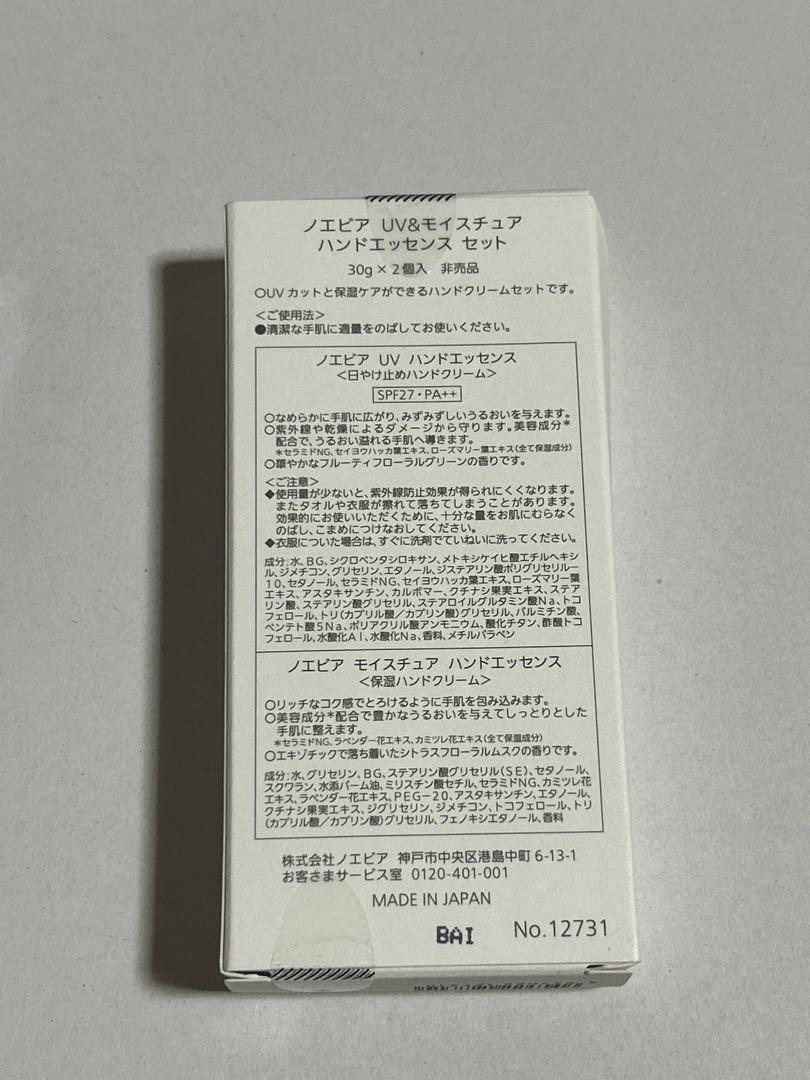 ノエビア UV&モイスチュア
ハンドエッセンス セット
30g×2個入 非売品
○UVカットと保湿ケアができるハンドクリームセットです。
<ご使用法>
●清潔な手肌に適量をのばしてお使いください。
ノエビア UV ハンドエッセンス
<日やけ止めハンドクリーム>
SPF27・PA++
○なめらかに手肌に広がり、みずみずしいうるおいを与えます。
○紫外線や乾燥によるダメージから守ります。美容成分*
配合で、うるおい溢れる手肌へ導きます。
*セラミドNG、セイヨウハッカ葉エキス、ローズマリー葉エキス(全て保湿成分)
○華やかなフルーティフローラルグリーンの香りです。
<ご注意>
◆使用量が少ないと、紫外線防止効果が得られにくくなります。
またタオルや衣服が擦れて落ちてしまうことがあります。
効果的にお使いいただくために、十分な量をお肌にむらなく
のばし、こまめにつけなおしてください。
◆衣服についた場合は、すぐに洗剤でていねいに洗ってください。
成分:水、BG、シクロペンタシロキサン、メトキシケイヒ酸エチルヘキシ
ル、ジメチコン、グリセリン、エタノール、ジステアリン酸ポリグリセリル-
10、セタノール、セラミドNG、セイヨウハッカ葉エキス、ローズマリー葉
エキス、アスタキサンチン、カルボマー、クチナシ果実エキス、ステア
リン酸、ステアリン酸グリセリル、ステアロイルグルタミン酸Na、トコ
フェロール、トリ(カプリル酸/カプリン酸)グリセリル、パルミチン酸、
ペンテト酸5Na、ポリアクリル酸アンモニウム、酸化チタン、酢酸トコ
フェロール、水酸化Al、水酸化Na、香料、メチルパラベン
ノエビア モイスチュア ハンドエッセンス
<保湿ハンドクリーム>
○リッチなコク感でとろけるように手肌を包み込みます。
○美容成分*配合で豊かなうるおいを与えてしっとりとした
手肌に整えます。
*セラミドNG、ラベンダー花エキス、カミツレ花エキス(全て保湿成分)
○エキゾチックで落ち着いたシトラスフローラルムスクの香りです。
成分:水、グリセリン、BG、ステアリン酸グリセリル(SE)、セタノール、
スクワラン、水添パーム油、ミリスチン酸セチル、セラミドNG、カミツレ花
エキス、ラベンダー花エキス、PEG-20、アスタキサンチン、エタノール、
クチナシ果実エキス、ジグリセリン、ジメチコン、トコフェロール、トリ
(カプリル酸/カプリン酸)グリセリル、フェノキシエタノール、香料
株式会社ノエビア 神戸市中央区港島中町6-13-1
お客さまサービス室 0120-401-001
MADE IN JAPAN
BAI No.12731